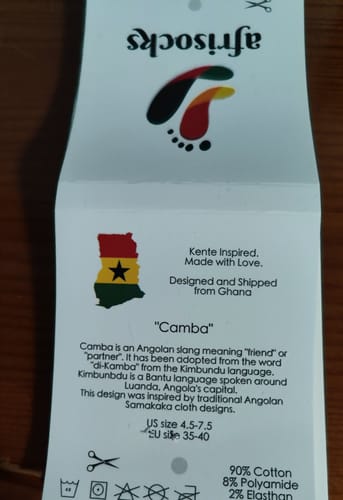 afrisocks
Kente Inspired.
Made with Love.
Designed and Shipped
from Ghana
"Camba"
Camba is an Angolan slang meaning "friend" or
"partner". It has been adopted from the word
"di-Kamba" from the Kimbundu language.
Kimbunbdu is a Bantu language spoken around
Luanda, Angola's capital.
This design was inspired by traditional Angolan
Samakaka cloth designs.
US size 4.5-7.5
EU size 35-40
90% Cotton
8% Polyamide
2% Elasthan